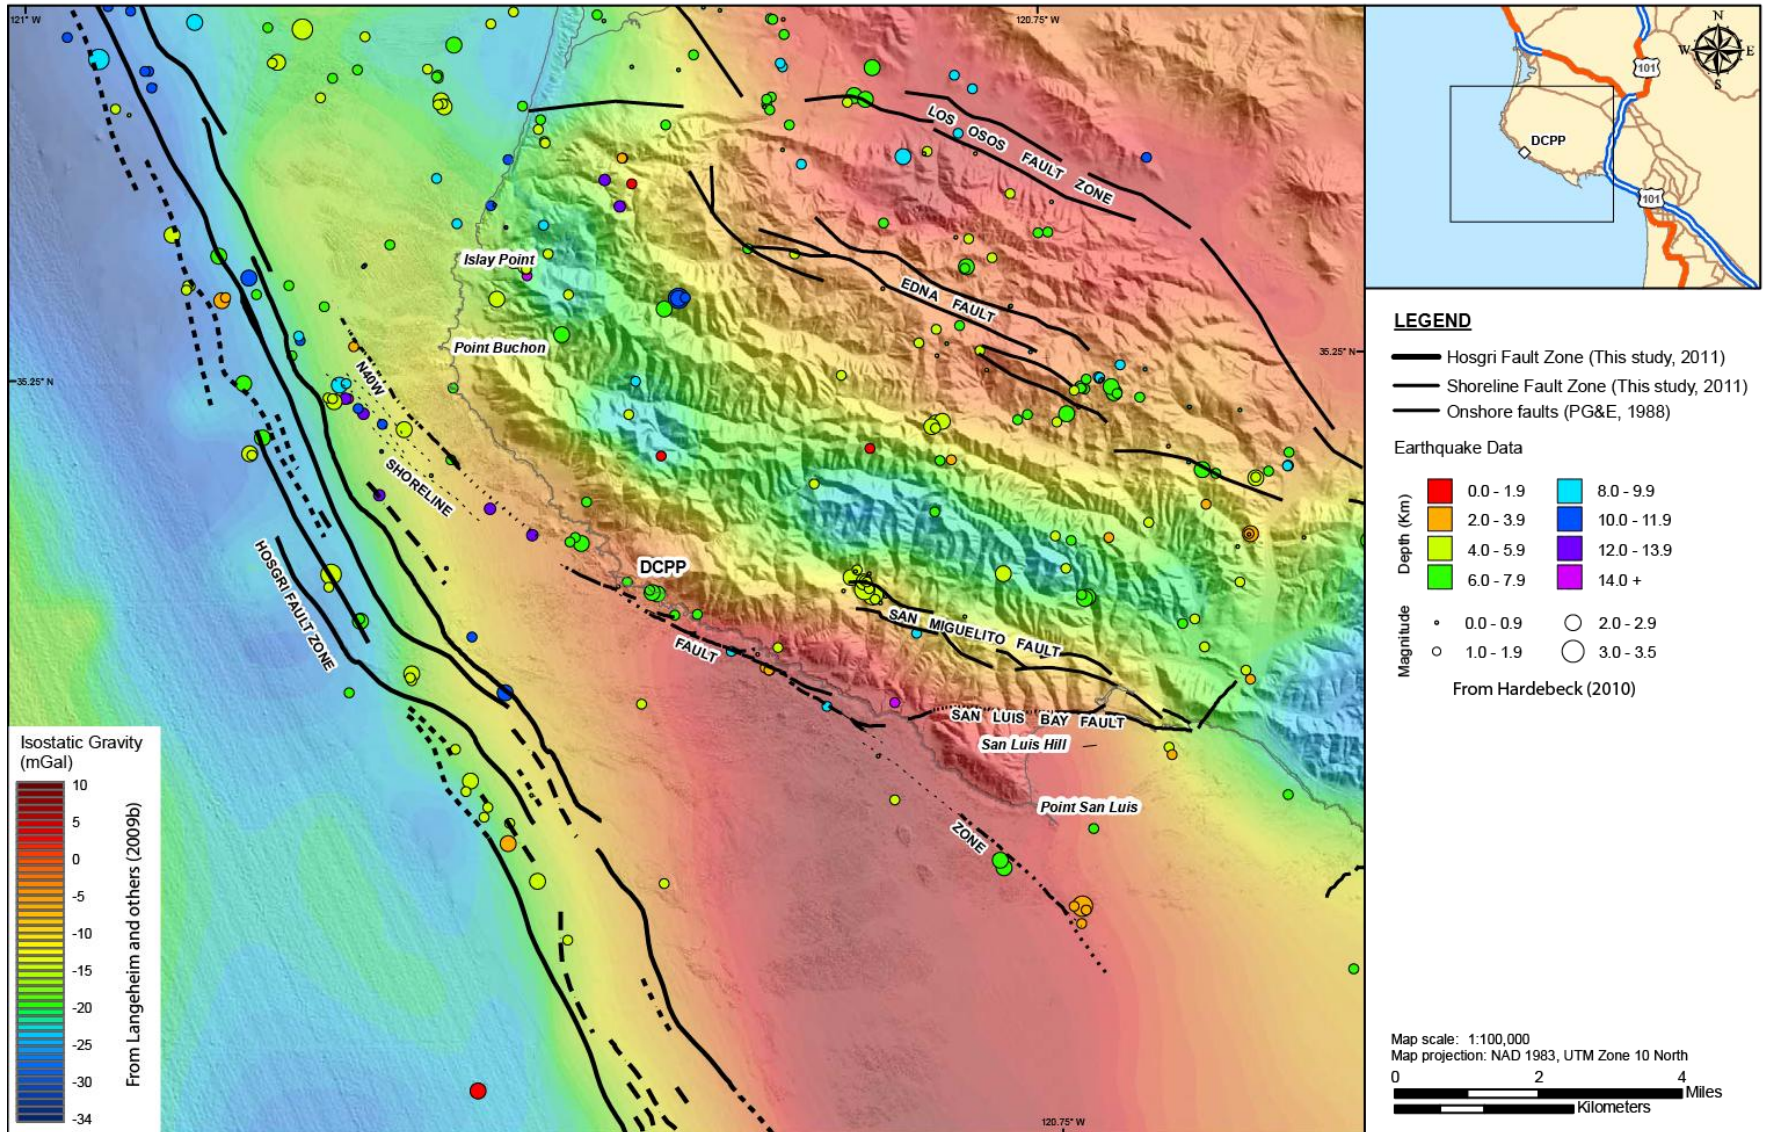 121° W
120.75° W
N
W
E
S
101
DCPP
101
LOS OSOS FAULT ZONE
Islay Point
EDNA FAULT
Point Buchon
35.25° N
35.25° N
N40W
SHORELINE
HOSGRI FAULT ZONE
DCPP
FAULT
SAN MIGUELITO FAULT
SAN LUIS BAY FAULT
San Luis Hill
Point San Luis
ZONE
120.75° W
Isostatic Gravity
(mGal)
10
5
0
-5
-10
-15
-20
-25
-30
-34
From Langeheim and others (2009b)
LEGEND
Hosgri Fault Zone (This study, 2011)
Shoreline Fault Zone (This study, 2011)
Onshore faults (PG&E, 1988)
Earthquake Data
Depth (Km)
0.0 - 1.9
8.0 - 9.9
2.0 - 3.9
10.0 - 11.9
4.0 - 5.9
12.0 - 13.9
6.0 - 7.9
14.0 +
Magnitude
0.0 - 0.9
2.0 - 2.9
1.0 - 1.9
3.0 - 3.5
From Hardebeck (2010)
Map scale: 1:100,000
Map projection: NAD 1983, UTM Zone 10 North
0 2 4
Miles
Kilometers